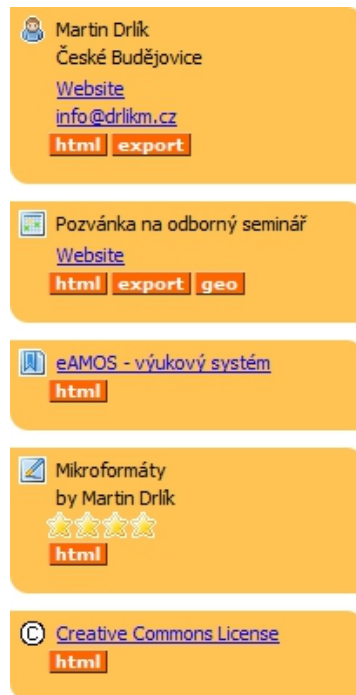 Martin Drlík
České Budějovice
Website
info@drlikm.cz
html export
Pozvánka na odborný seminář
Website
html export geo
eAMOS - výukový systém
html
Mikroformáty
by Martin Drlík
html
© Creative Commons License
html